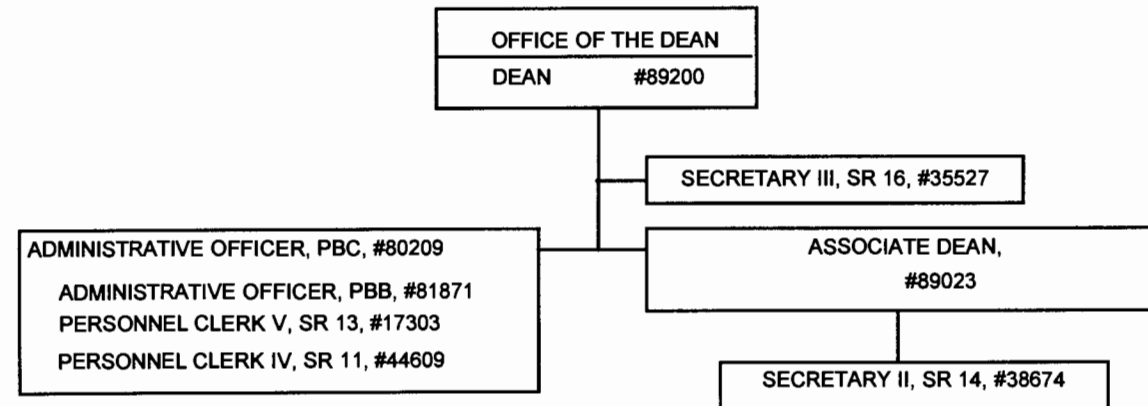 OFFICE OF THE DEAN
DEAN #89200
SECRETARY III, SR 16, #35527
ADMINISTRATIVE OFFICER, PBC, #80209
ADMINISTRATIVE OFFICER, PBB, #81871
PERSONNEL CLERK V, SR 13, #17303
PERSONNEL CLERK IV, SR 11, #44609
ASSOCIATE DEAN,
#89023
SECRETARY II, SR 14, #38674